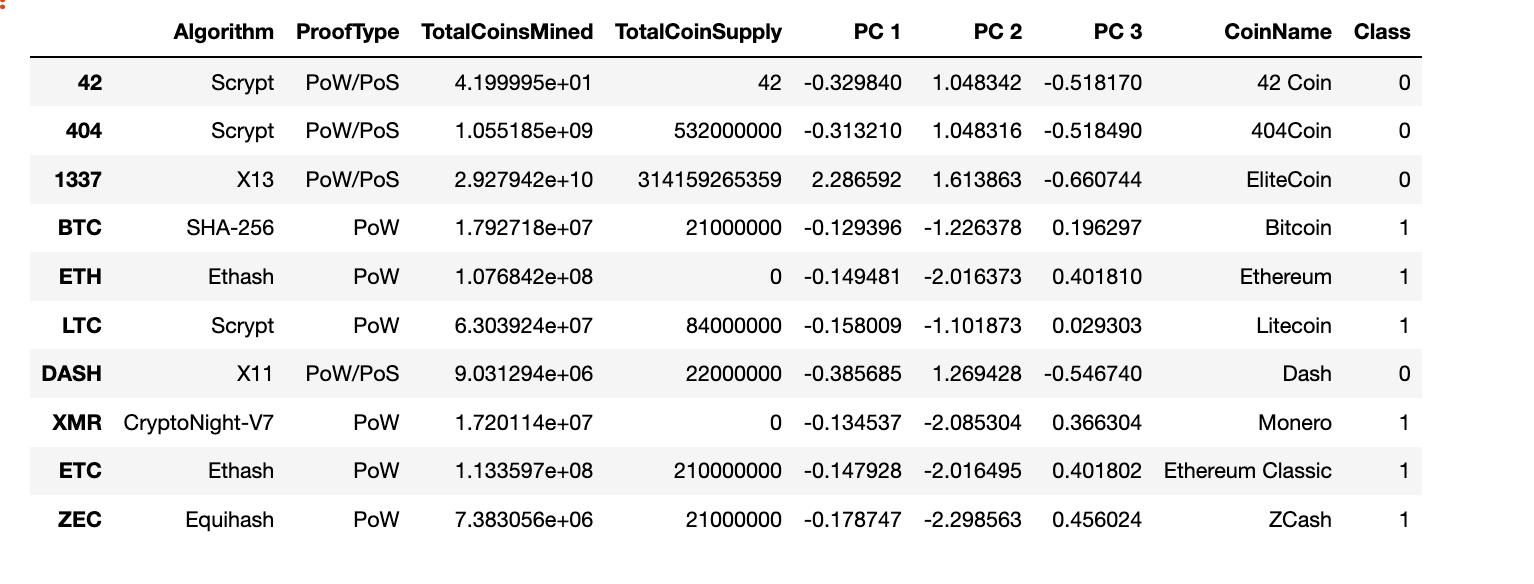 Algorithm ProofType TotalCoinsMined TotalCoinSupply PC 1 PC 2 PC 3 CoinName Class
42 Scrypt PoW/PoS 4.199995e+01 42 -0.329840 1.048342 -0.518170 42 Coin 0
404 Scrypt PoW/PoS 1.055185e+09 532000000 -0.313210 1.048316 -0.518490 404Coin 0
1337 X13 PoW/PoS 2.927942e+10 314159265359 2.286592 1.613863 -0.660744 EliteCoin 0
BTC SHA-256 PoW 1.792718e+07 21000000 -0.129396 -1.226378 0.196297 Bitcoin 1
ETH Ethash PoW 1.076842e+08 0 -0.149481 -2.016373 0.401810 Ethereum 1
LTC Scrypt PoW 6.303924e+07 84000000 -0.158009 -1.101873 0.029303 Litecoin 1
DASH X11 PoW/PoS 9.031294e+06 22000000 -0.385685 1.269428 -0.546740 Dash 0
XMR CryptoNight-V7 PoW 1.720114e+07 0 -0.134537 -2.085304 0.366304 Monero 1
ETC Ethash PoW 1.133597e+08 210000000 -0.147928 -2.016495 0.401802 Ethereum Classic 1
ZEC Equihash PoW 7.383056e+06 21000000 -0.178747 -2.298563 0.456024 ZCash 1